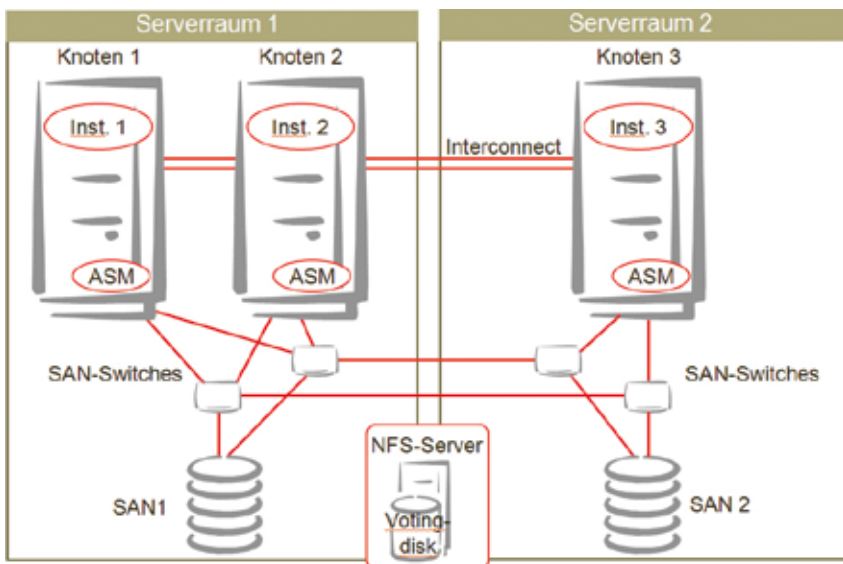 Serverraum 1
Serverraum 2
Knoten 1
Knoten 2
Knoten 3
Inst. 1
Inst. 2
Inst. 3
Interconnect
ASM
ASM
ASM
SAN-Switches
SAN-Switches
NFS-Server
SAN1
Voting-
disk
SAN 2